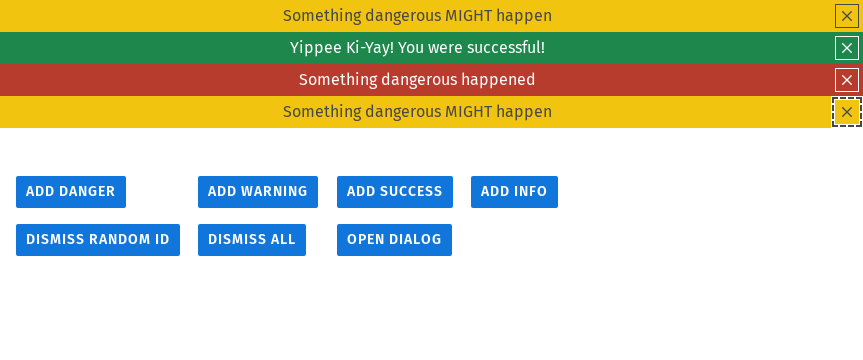 Something dangerous MIGHT happen
Yippee Ki-Yay! You were successful!
Something dangerous happened
Something dangerous MIGHT happen
ADD DANGER ADD WARNING ADD SUCCESS ADD INFO
DISMISS RANDOM ID DISMISS ALL OPEN DIALOG